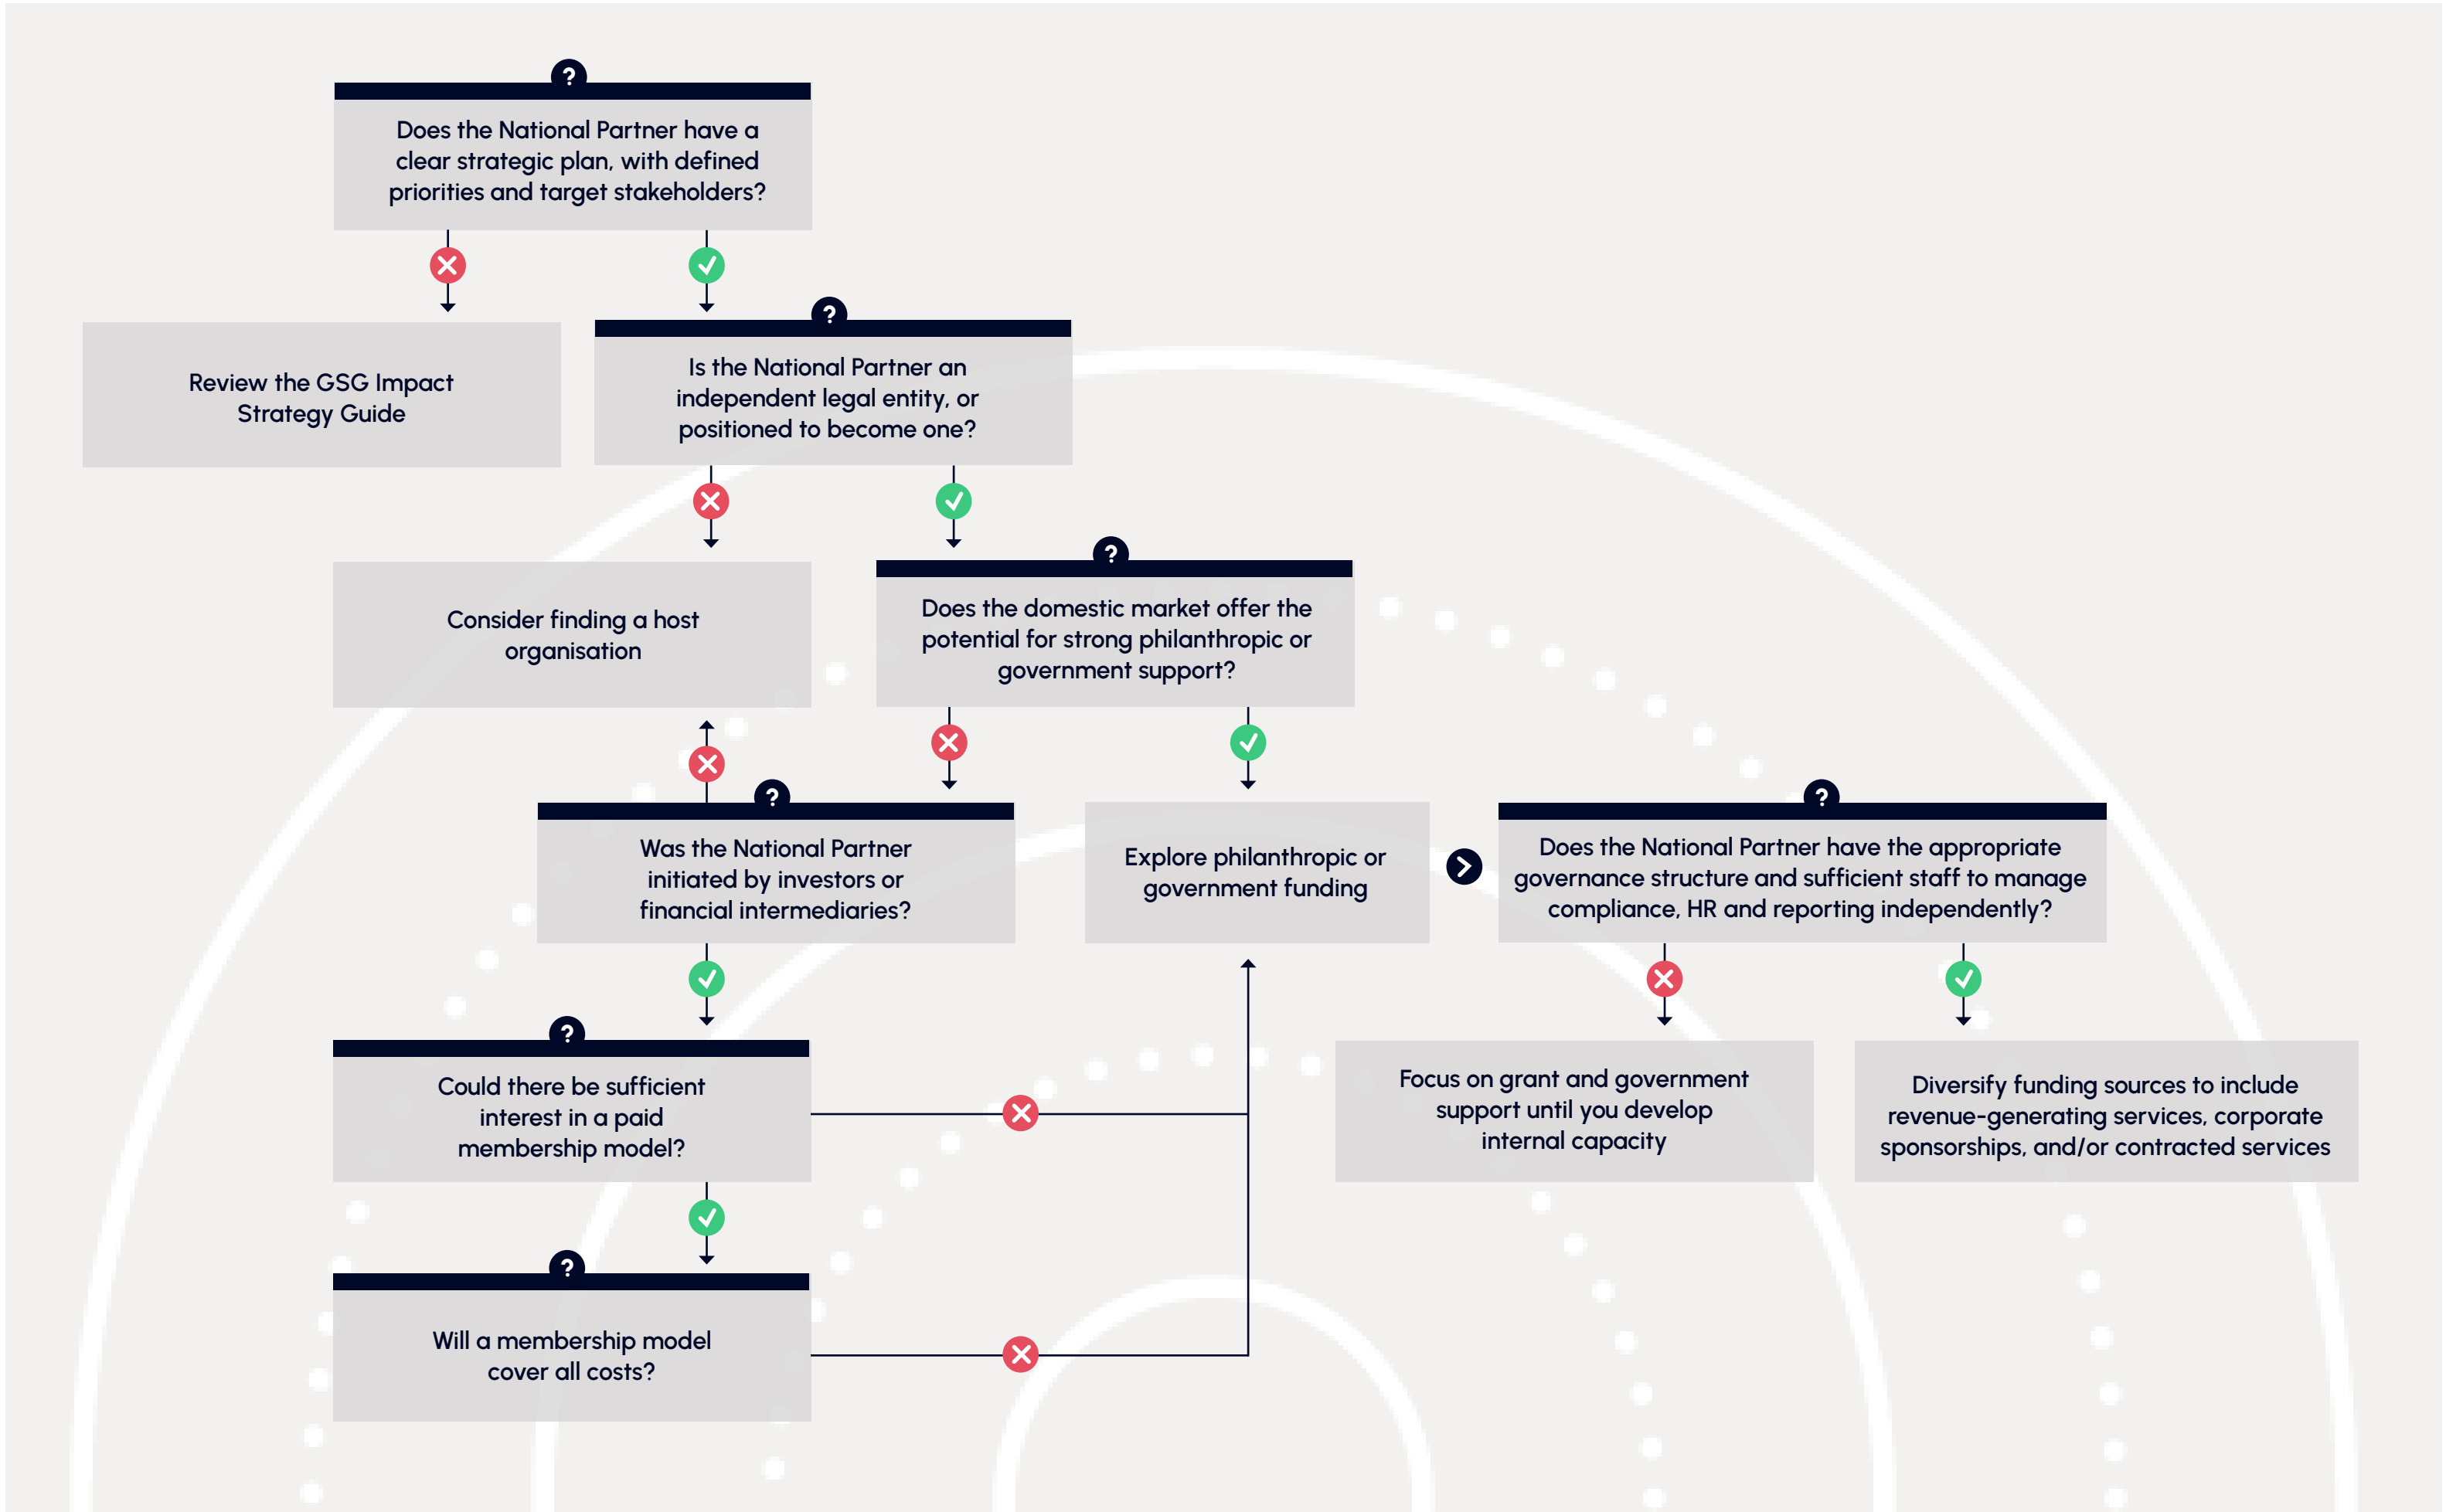 Does the National Partner have a
clear strategic plan, with defined
priorities and target stakeholders?
Review the GSG Impact
Strategy Guide
Is the National Partner an
independent legal entity, or
positioned to become one?
Consider finding a host
organisation
Does the domestic market offer the
potential for strong philanthropic or
government support?
Was the National Partner
initiated by investors or
financial intermediaries?
Explore philanthropic or
government funding
Does the National Partner have the appropriate
governance structure and sufficient staff to manage
compliance, HR and reporting independently?
Could there be sufficient
interest in a paid
membership model?
Focus on grant and government
support until you develop
internal capacity
Diversify funding sources to include
revenue-generating services, corporate
sponsorships, and/or contracted services
Will a membership model
cover all costs?